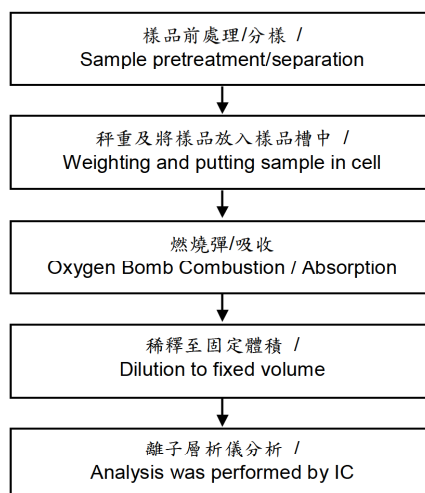 樣品前處理/分樣 /
Sample pretreatment/separation
秤重及將樣品放入樣品槽中 /
Weighting and putting sample in cell
燃燒彈/吸收
Oxygen Bomb Combustion / Absorption
稀釋至固定體積 /
Dilution to fixed volume
離子層析儀分析 /
Analysis was performed by IC